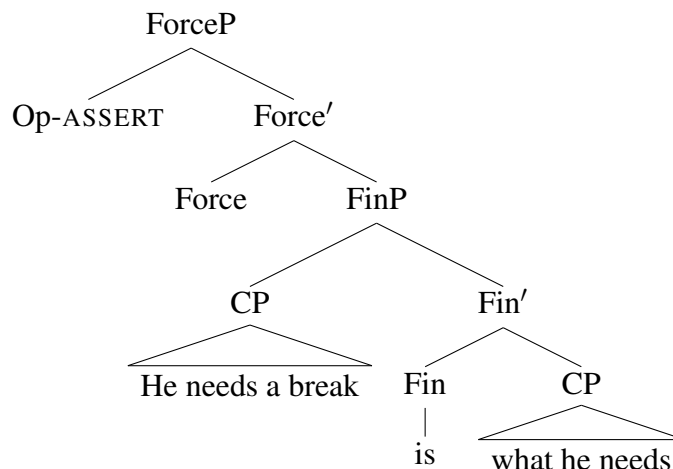 ForceP
Op-ASSERT Force′
Force FinP
CP Fin′
He needs a break Fin CP
is what he needs